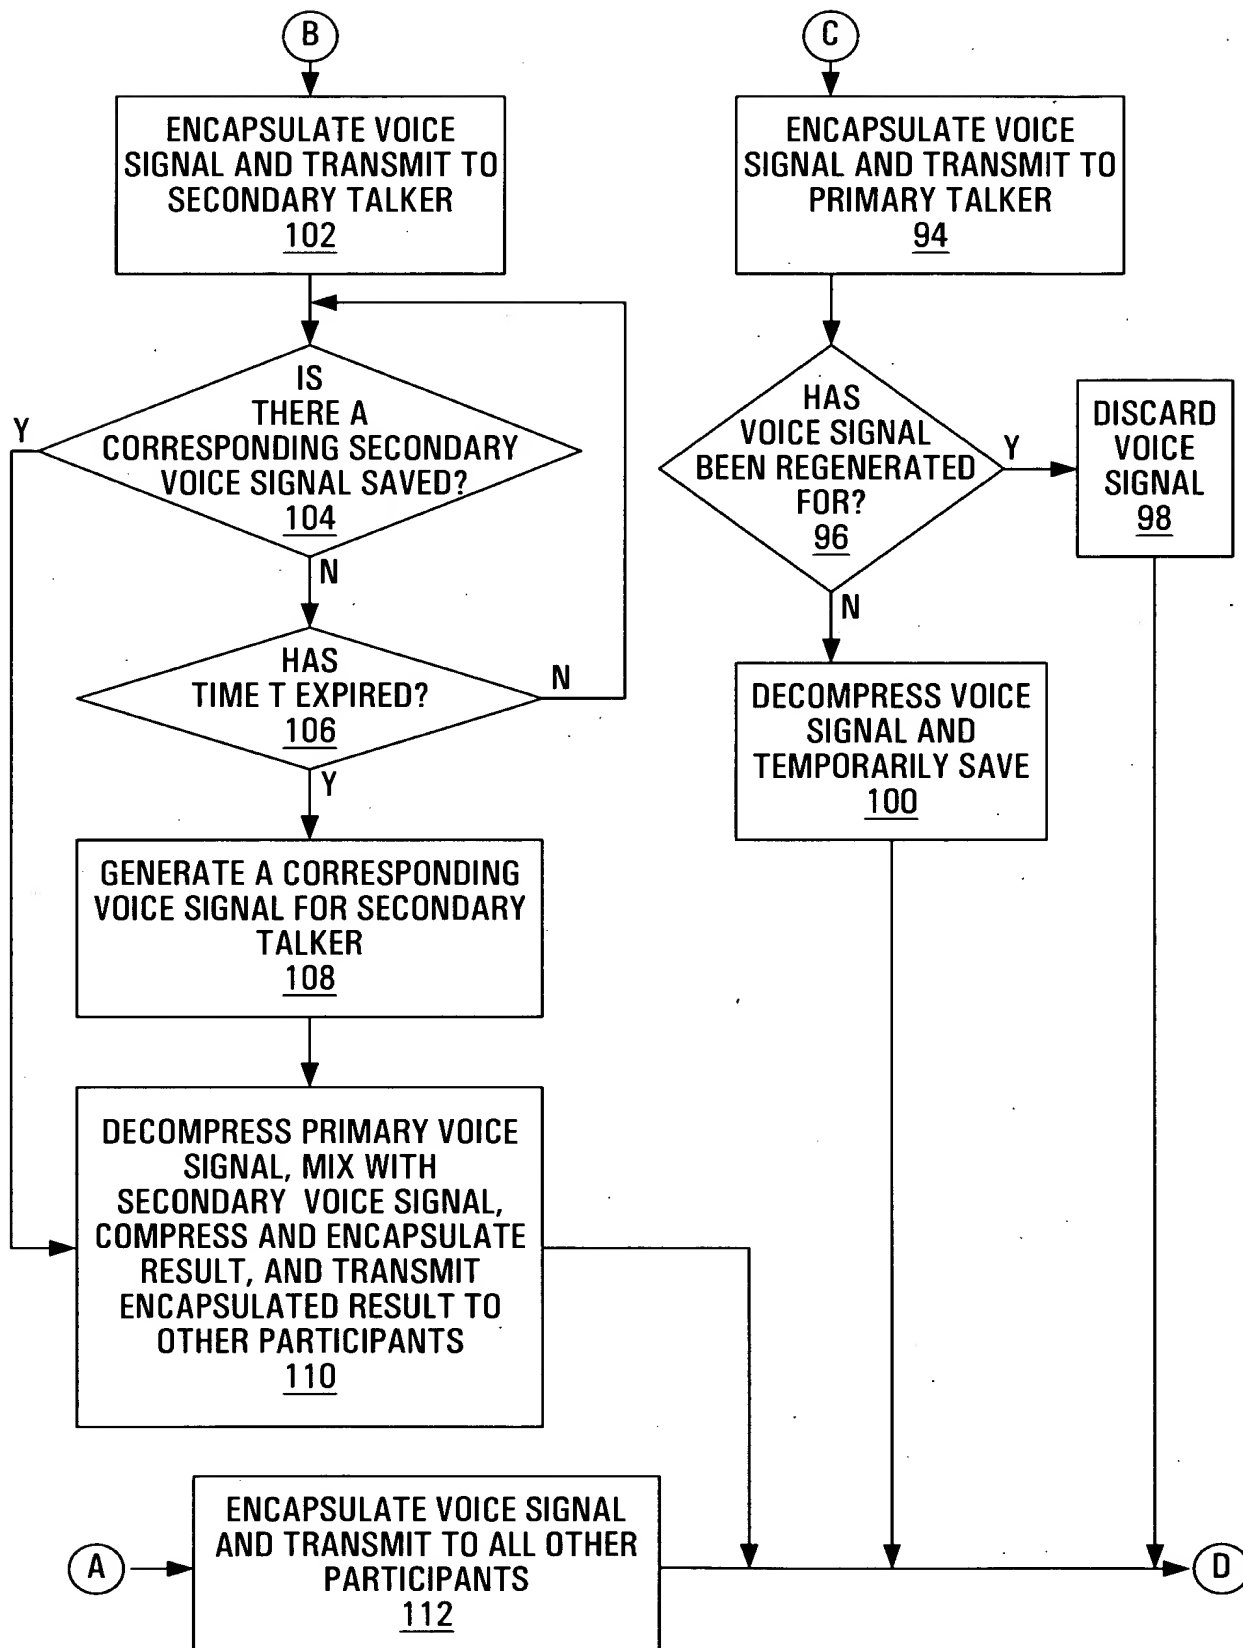 B
ENCAPSULATE VOICE
SIGNAL AND TRANSMIT TO
SECONDARY TALKER
102
IS
THERE A
CORRESPONDING SECONDARY
VOICE SIGNAL SAVED?
104
Y
N
HAS
TIME T EXPIRED?
106
N
Y
GENERATE A CORRESPONDING
VOICE SIGNAL FOR SECONDARY
TALKER
108
DECOMPRESS PRIMARY VOICE
SIGNAL, MIX WITH
SECONDARY VOICE SIGNAL,
COMPRESS AND ENCAPSULATE
RESULT, AND TRANSMIT
ENCAPSULATED RESULT TO
OTHER PARTICIPANTS
110
C
ENCAPSULATE VOICE
SIGNAL AND TRANSMIT TO
PRIMARY TALKER
94
HAS
VOICE SIGNAL
BEEN REGENERATED
FOR?
96
Y
DISCARD
VOICE
SIGNAL
98
N
DECOMPRESS VOICE
SIGNAL AND
TEMPORARILY SAVE
100
A
ENCAPSULATE VOICE SIGNAL
AND TRANSMIT TO ALL OTHER
PARTICIPANTS
112
D